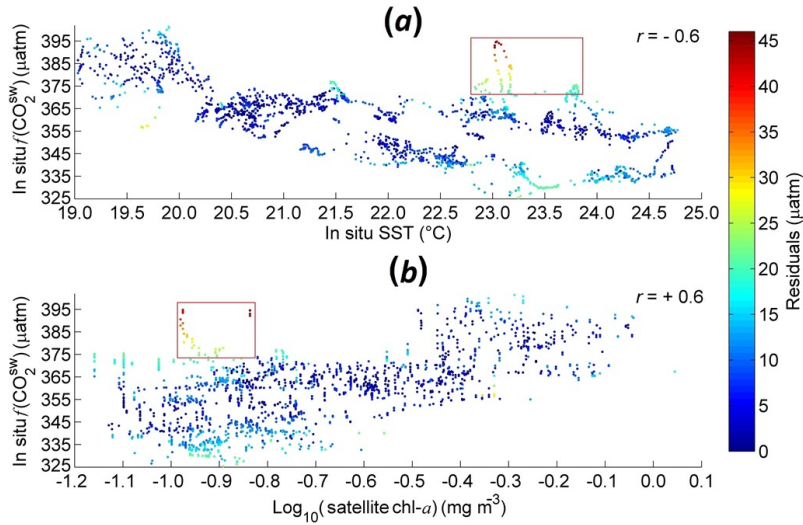 (a)
r = - 0.6
In situ f(CO2^sw) (µatm)
395
385
375
365
355
345
335
325
19.0 19.5 20.0 20.5 21.0 21.5 22.0 22.5 23.0 23.5 24.0 24.5 25.0
In situ SST (°C)
(b)
r = + 0.6
In situ f(CO2^sw) (µatm)
395
385
375
365
355
345
335
325
-1.2 -1.1 -1.0 -0.9 -0.8 -0.7 -0.6 -0.5 -0.4 -0.3 -0.2 -0.1 0.0 0.1
Log10(satellite chl-a) (mg m-3)
45
40
35
30
25
20
15
10
5
0
Residuals (µatm)